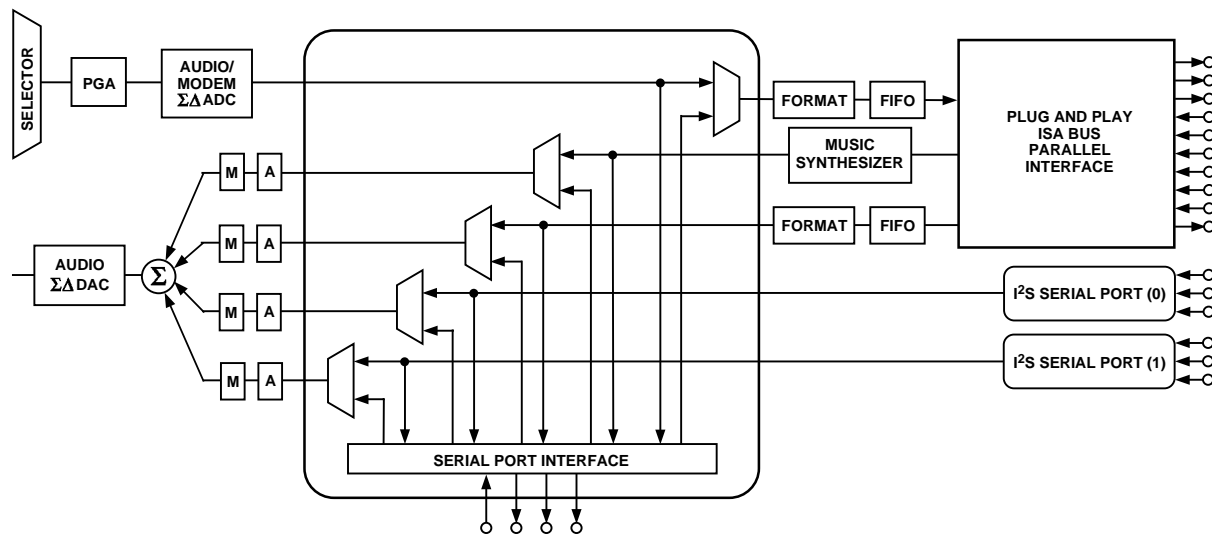 SELECTOR
PGA
AUDIO/
MODEM
ΣΔ ADC
FORMAT
FIFO
PLUG AND PLAY
ISA BUS
PARALLEL
INTERFACE
MUSIC
SYNTHESIZER
M
A
FORMAT
FIFO
M
A
AUDIO
ΣΔ DAC
Σ
I²S SERIAL PORT (0)
M
A
I²S SERIAL PORT (1)
M
A
SERIAL PORT INTERFACE